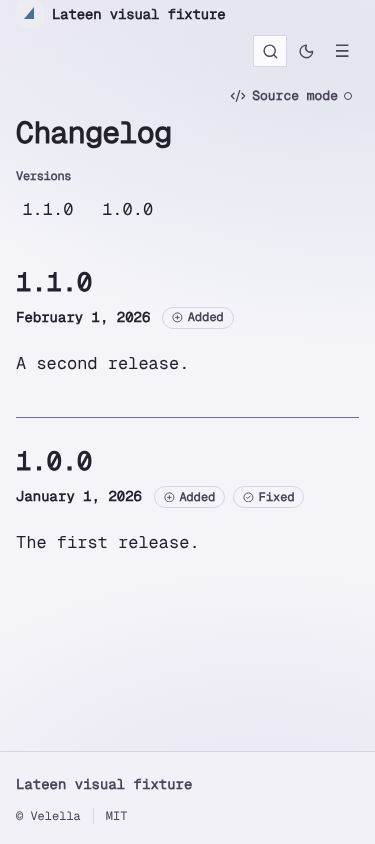 Lateen visual fixture
Source mode
Changelog
Versions
1.1.0 1.0.0
1.1.0
February 1, 2026 Added
A second release.
1.0.0
January 1, 2026 Added Fixed
The first release.
Lateen visual fixture
© Velella MIT